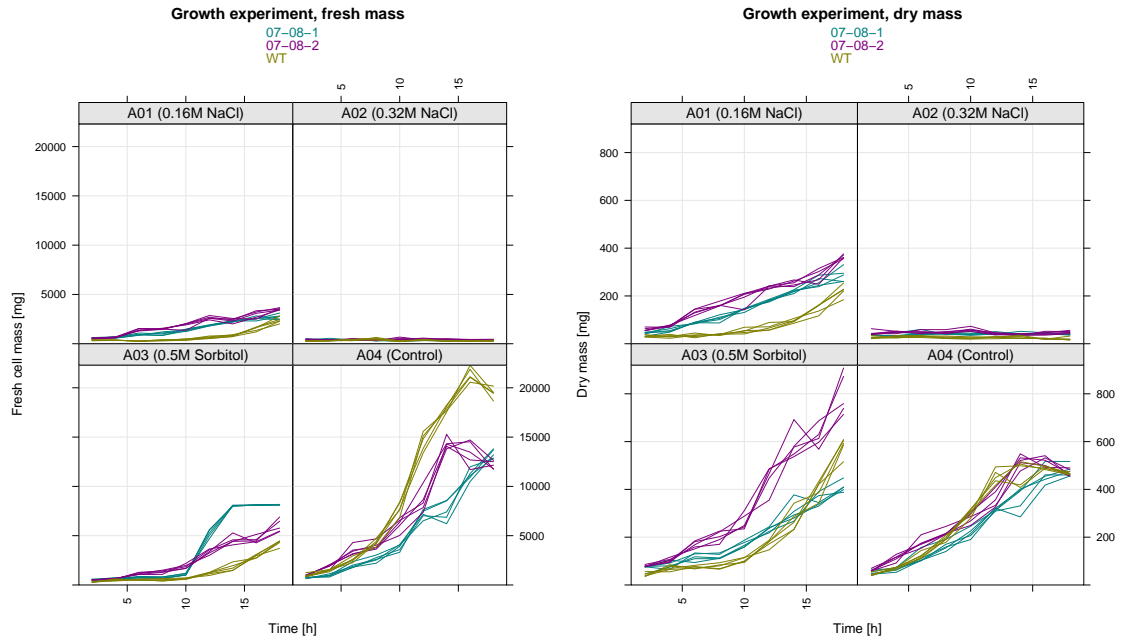 Growth experiment, fresh mass
07−08−1
07−08−2
WT
5
10
15
A01 (0.16M NaCl)
A02 (0.32M NaCl)
20000
15000
10000
5000
A03 (0.5M Sorbitol)
A04 (Control)
20000
15000
10000
5000
5
10
15
Fresh cell mass [mg]
Time [h]
Growth experiment, dry mass
07−08−1
07−08−2
WT
5
10
15
A01 (0.16M NaCl)
A02 (0.32M NaCl)
800
600
400
200
A03 (0.5M Sorbitol)
A04 (Control)
800
600
400
200
5
10
15
Dry mass [mg]
Time [h]